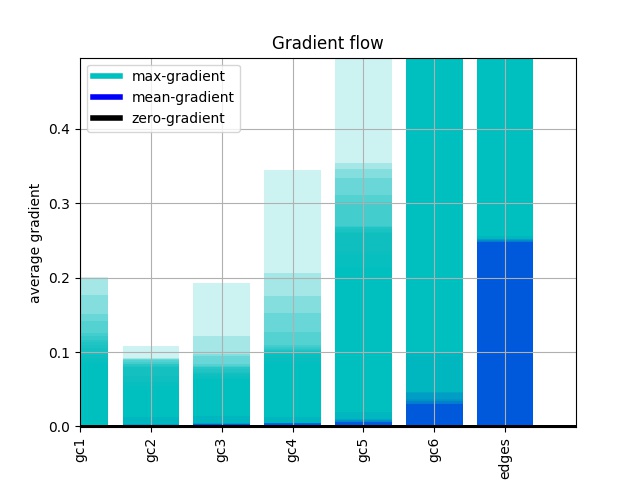 Gradient flow
max-gradient
mean-gradient
zero-gradient
average gradient
0.4
0.3
0.2
0.1
0.0
gc1
gc2
gc3
gc4
gc5
gc6
edges